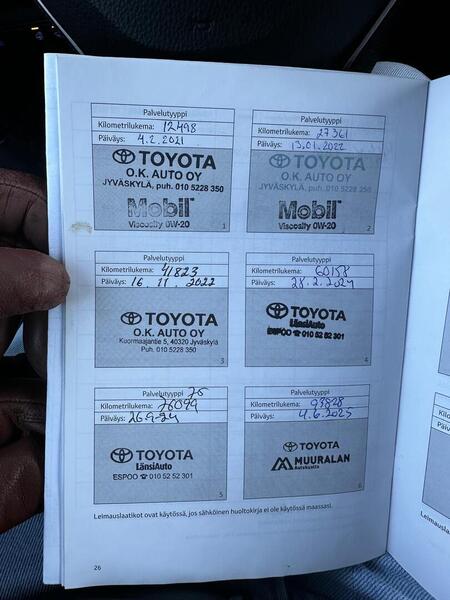 Palvelutyyppi
Kilometrilukema: 12498
Päiväys: 4.2.2021
TOYOTA
O.K. AUTO OY
JYVÄSKYLÄ, puh. 010 5228 350
Mobil
Viscosity 0W-20
1
Palvelutyyppi
Kilometrilukema: 27361
Päiväys: 13.01.2022
TOYOTA
O.K. AUTO OY
JYVÄSKYLÄ, puh. 010 5228 350
Mobil
Viscosity 0W-20
2
Palvelutyyppi
Kilometrilukema: 41823
Päiväys: 16.11.2022
TOYOTA
O.K. AUTO OY
Kuormaajantie 5, 40320 Jyväskylä
Puh. 010 5228 350
3
Palvelutyyppi
Kilometrilukema: 60158
Päiväys: 28.2.2024
TOYOTA
LänsiAuto
ESPOO ☎ 010 52 52 301
4
Palvelutyyppi 76
Kilometrilukema: 76099
Päiväys: 26.9-24
TOYOTA
LänsiAuto
ESPOO ☎ 010 52 52 301
5
Palvelutyyppi
Kilometrilukema: 93828
Päiväys: 4.6.2025
TOYOTA
MUURALAN
6
Leimauslaatikot ovat käytössä, jos sähköinen huoltokirja ei ole käytössä maassasi.
26